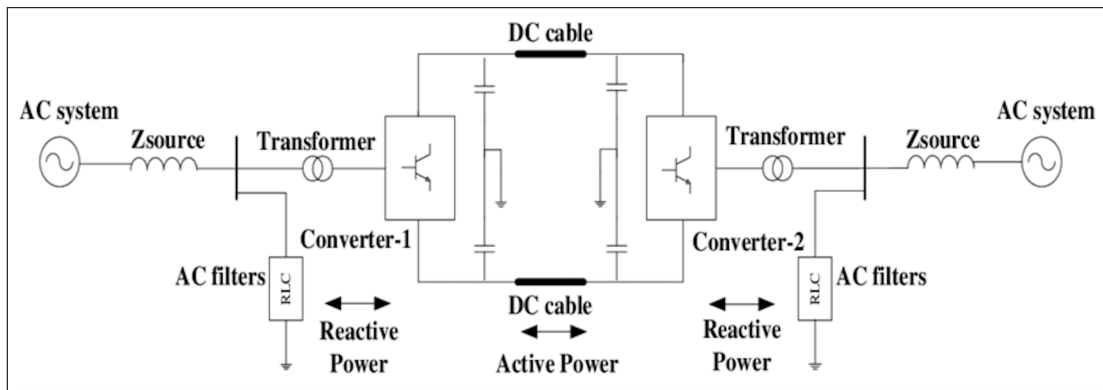 DC cable
AC system
Zsource
Transformer
Transformer
Zsource
AC system
Converter-1
Converter-2
AC filters
RLC
RLC
AC filters
DC cable
Reactive
Power
Active Power
Reactive
Power